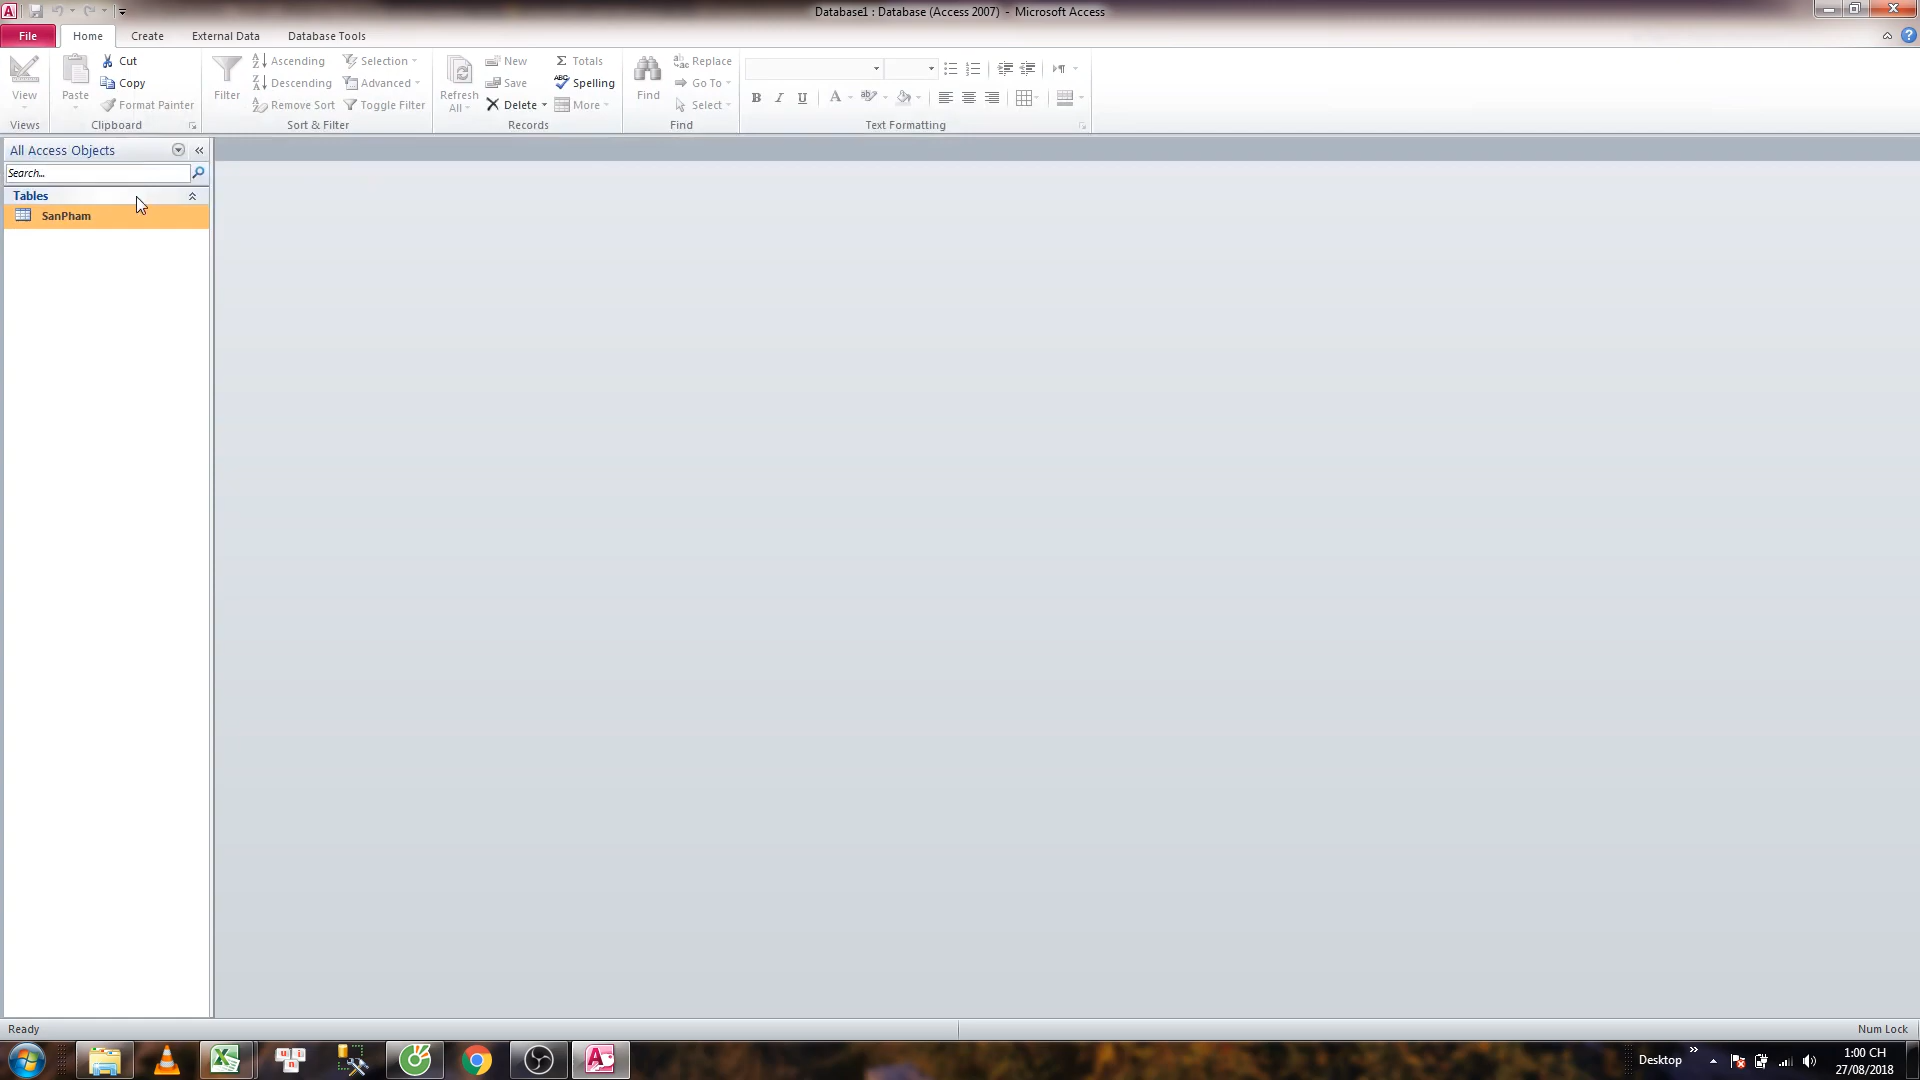 Database1 : Database (Access 2007) - Microsoft Access
File Home Create External Data Database Tools
View
Views
Paste
Cut
Copy
Format Painter
Clipboard
Filter
Ascending
Descending
Remove Sort
Selection
Advanced
Toggle Filter
Sort & Filter
Refresh
All
New
Save
Delete
Totals
Spelling
More
Records
Find
Replace
Go To
Select
Find
B I U A
Text Formatting
All Access Objects
Search...
Tables
SanPham
Ready
Num Lock
Desktop
1:00 CH
27/08/2018